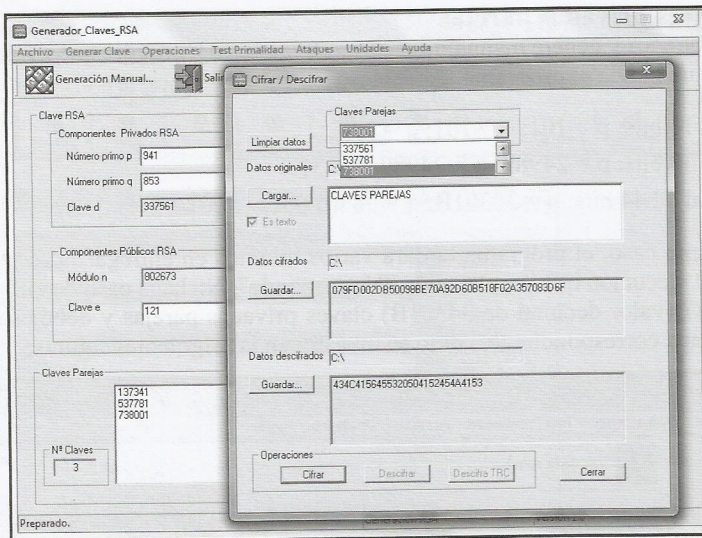 Generador_Claves_RSA
Archivo Generar Clave Operaciones Test Primalidad Ataques Unidades Ayuda
Generación Manual...
Clave RSA
Componentes Privados RSA
Número primo p 941
Número primo q 853
Clave d 337561
Componentes Públicos RSA
Módulo n 802673
Clave e 121
Claves Parejas
137341
537781
738001
Nº Claves
3
Preparado.
Cifrar / Descifrar
Claves Parejas
738001
Limpiar datos
337561
537781
738001
Datos originales C:\
Cargar... CLAVES PAREJAS
Es texto
Datos cifrados C:\
Guardar... 079FD002DB50098BE70A92D60B518F02A357083D6F
Datos descifrados C:\
Guardar... 434C4156455320504152454A4153
Operaciones
Cifrar Descifrar Descifra TRC Cerrar